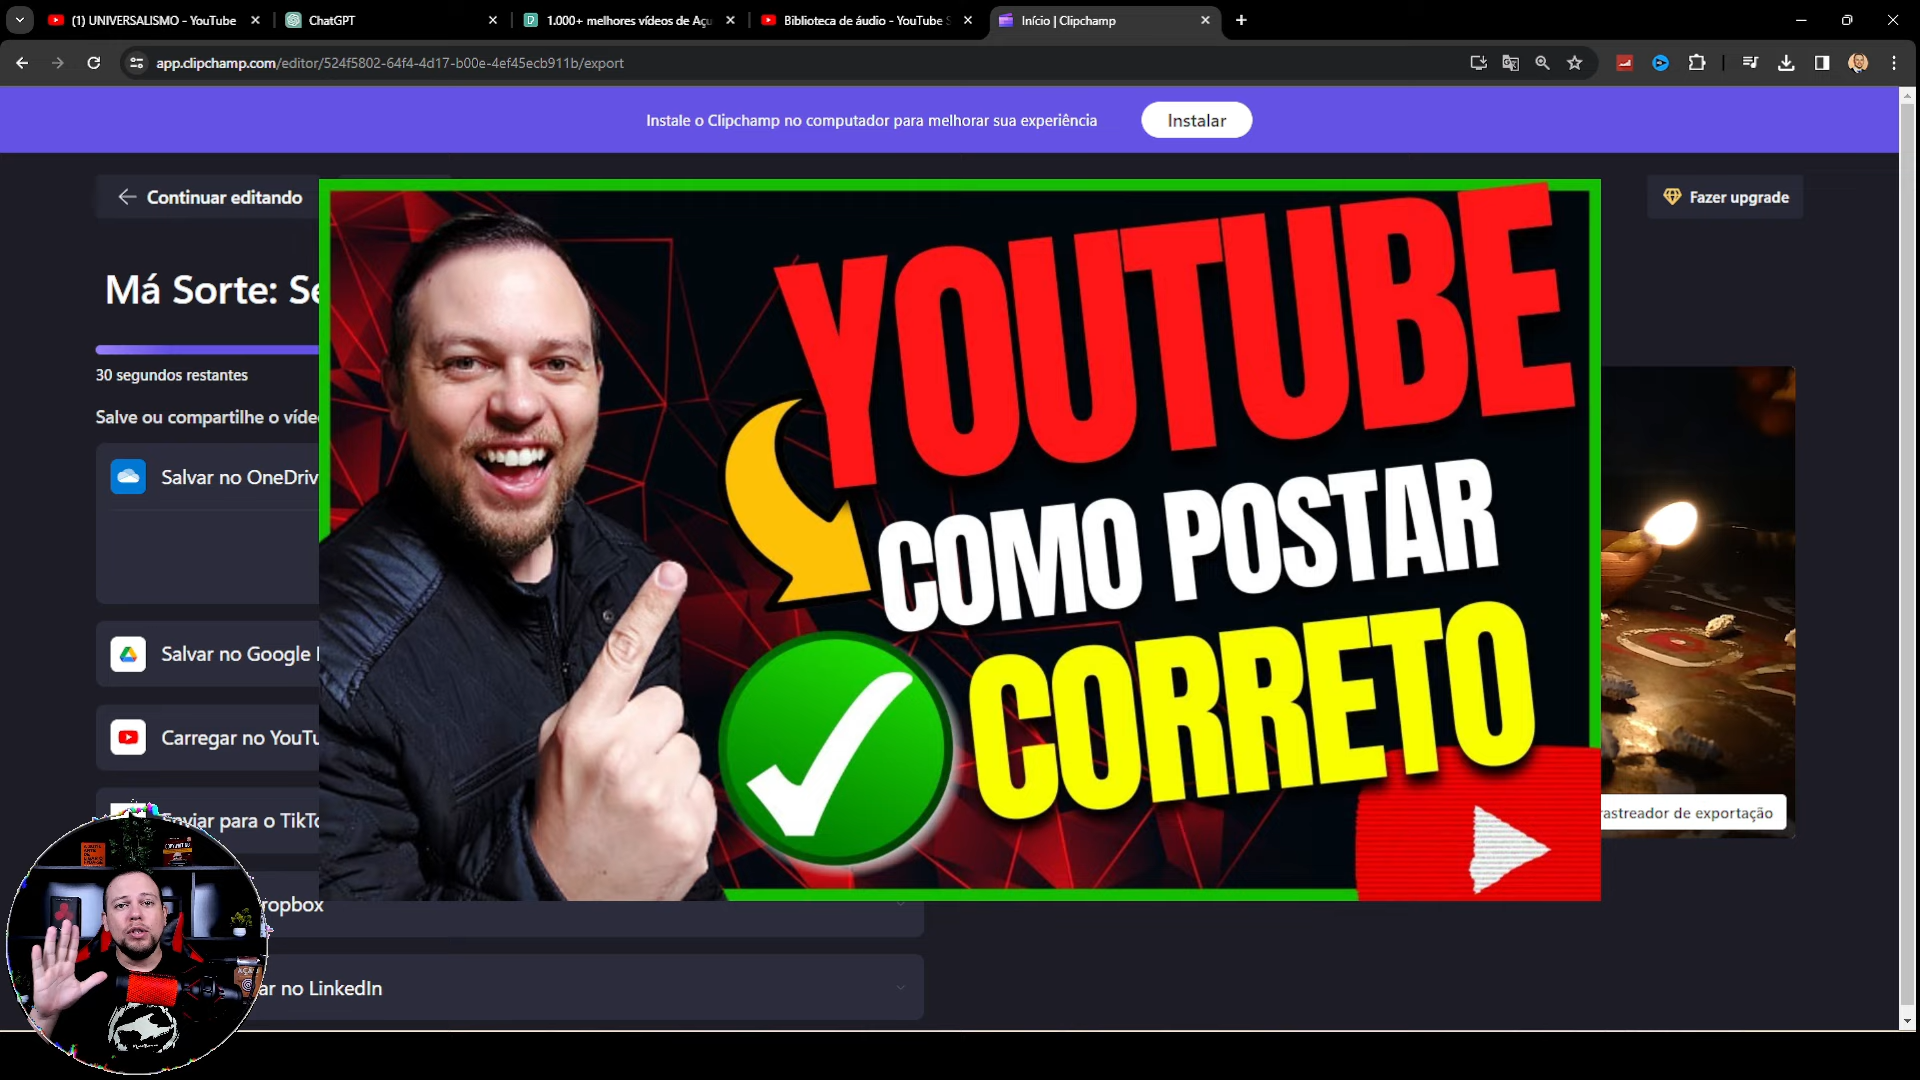 (1) UNIVERSALISMO - YouTube
ChatGPT
1.000+ melhores vídeos de Açu
Biblioteca de áudio - YouTube S
Início | Clipchamp
app.clipchamp.com/editor/524f5802-64f4-4d17-b00e-4ef45ecb911b/export
Instale o Clipchamp no computador para melhorar sua experiência
Instalar
Continuar editando
Fazer upgrade
Má Sorte: Se
30 segundos restantes
Salve ou compartilhe o víde
Salvar no OneDriv
Salvar no Google
Carregar no YouTu
Enviar para o TikTo
ropbox
ar no LinkedIn
YOUTUBE
COMO POSTAR
CORRETO
rastreador de exportação